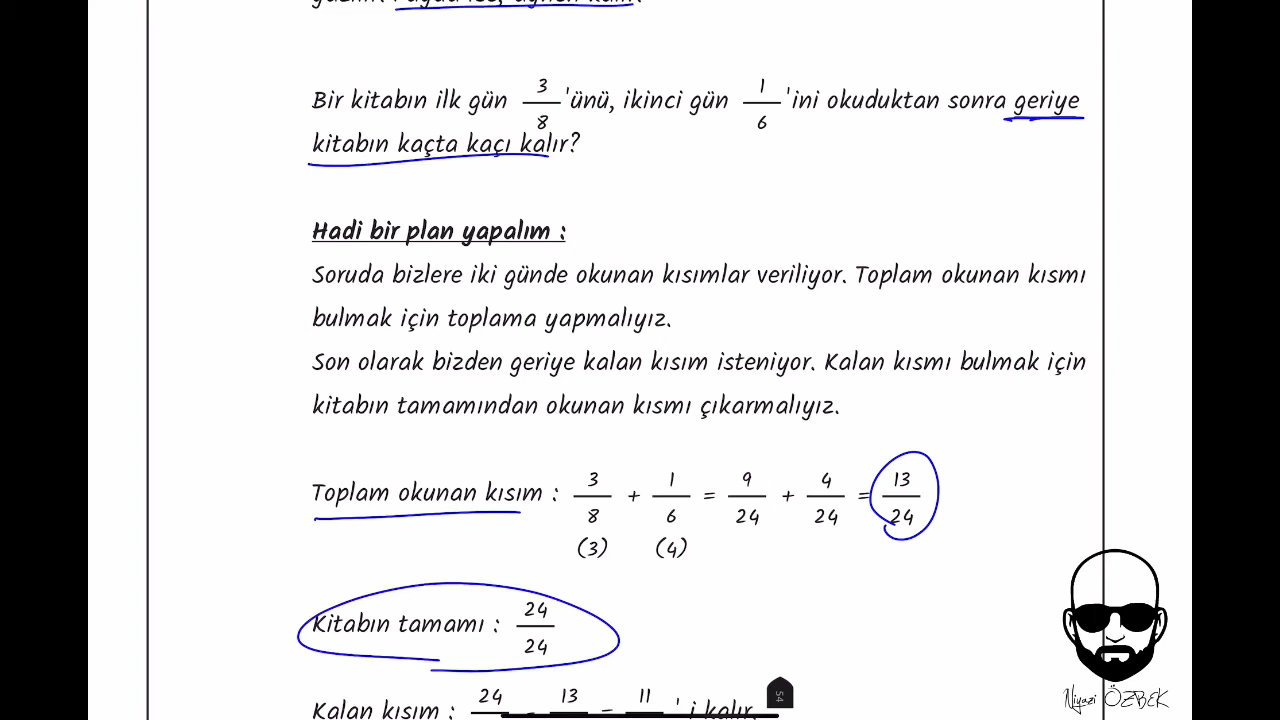 Bir kitabın ilk gün 3/8 'ünü, ikinci gün 1/6 'ini okuduktan sonra geriye
kitabın kaçta kaçı kalır?
Hadi bir plan yapalım :
Soruda bizlere iki günde okunan kısımlar veriliyor. Toplam okunan kısmı
bulmak için toplama yapmalıyız.
Son olarak bizden geriye kalan kısım isteniyor. Kalan kısmı bulmak için
kitabın tamamından okunan kısmı çıkarmalıyız.
Toplam okunan kısım : 3/8 + 1/6 = 9/24 + 4/24 = 13/24
(3) (4)
Kitabın tamamı : 24/24
Kalan kısım : 24 - 13 = 11 ' i kalır.
54
Niyazi ÖZBEK